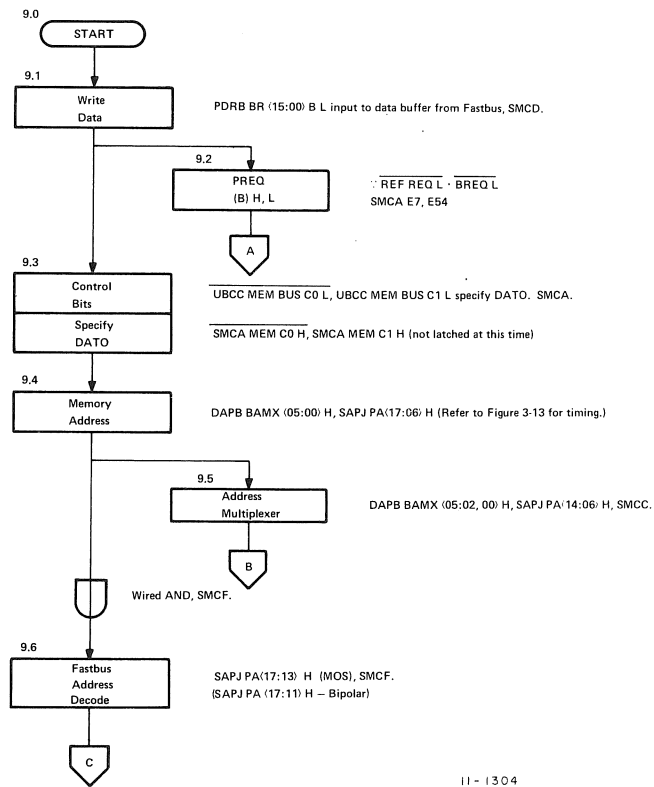 9.0
START
9.1
Write
Data
PDRB BR ⟨15:00⟩ B L input to data buffer from Fastbus, SMCD.
9.2
PREQ
(B) H, L
∵ REF REQ L · BREQ L
SMCA E7, E54
A
9.3
Control
Bits
UBCC MEM BUS C0 L, UBCC MEM BUS C1 L specify DATO. SMCA.
Specify
DATO
SMCA MEM C0 H, SMCA MEM C1 H (not latched at this time)
9.4
Memory
Address
DAPB BAMX ⟨05:00⟩ H, SAPJ PA⟨17:06⟩ H (Refer to Figure 3-13 for timing.)
9.5
Address
Multiplexer
DAPB BAMX ⟨05:02, 00⟩ H, SAPJ PA⟨14:06⟩ H, SMCC.
B
Wired AND, SMCF.
9.6
Fastbus
Address
Decode
SAPJ PA⟨17:13⟩ H (MOS), SMCF.
(SAPJ PA ⟨17:11⟩ H – Bipolar)
C
11-1304